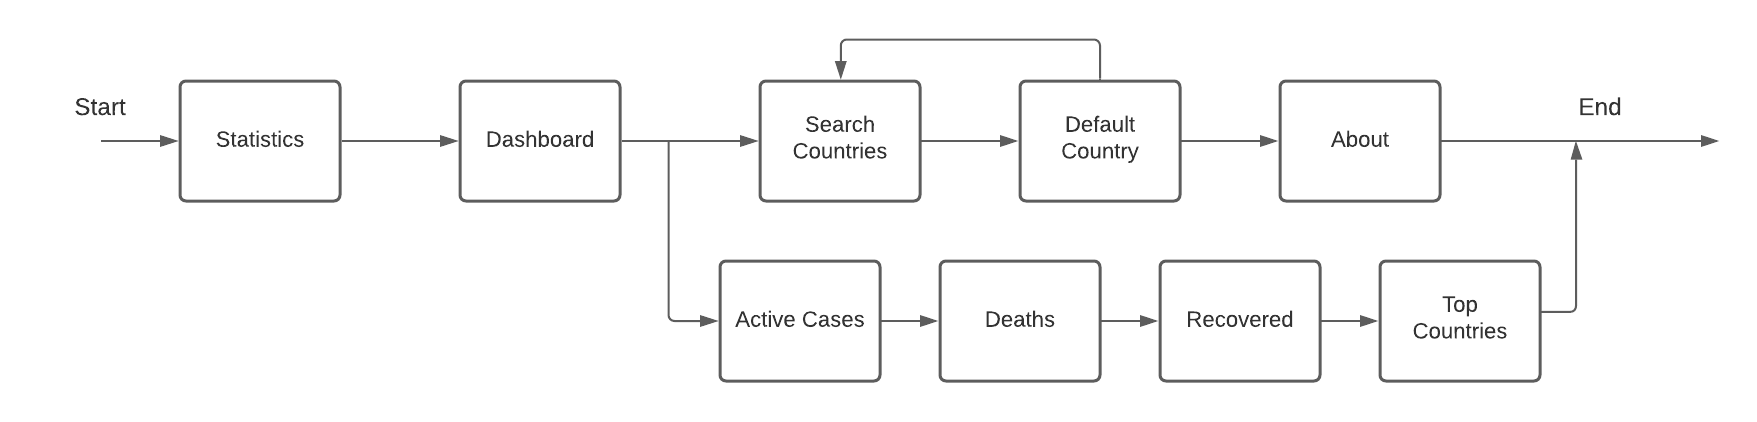 Start
Statistics
Dashboard
Search
Countries
Default
Country
About
End
Active Cases
Deaths
Recovered
Top
Countries